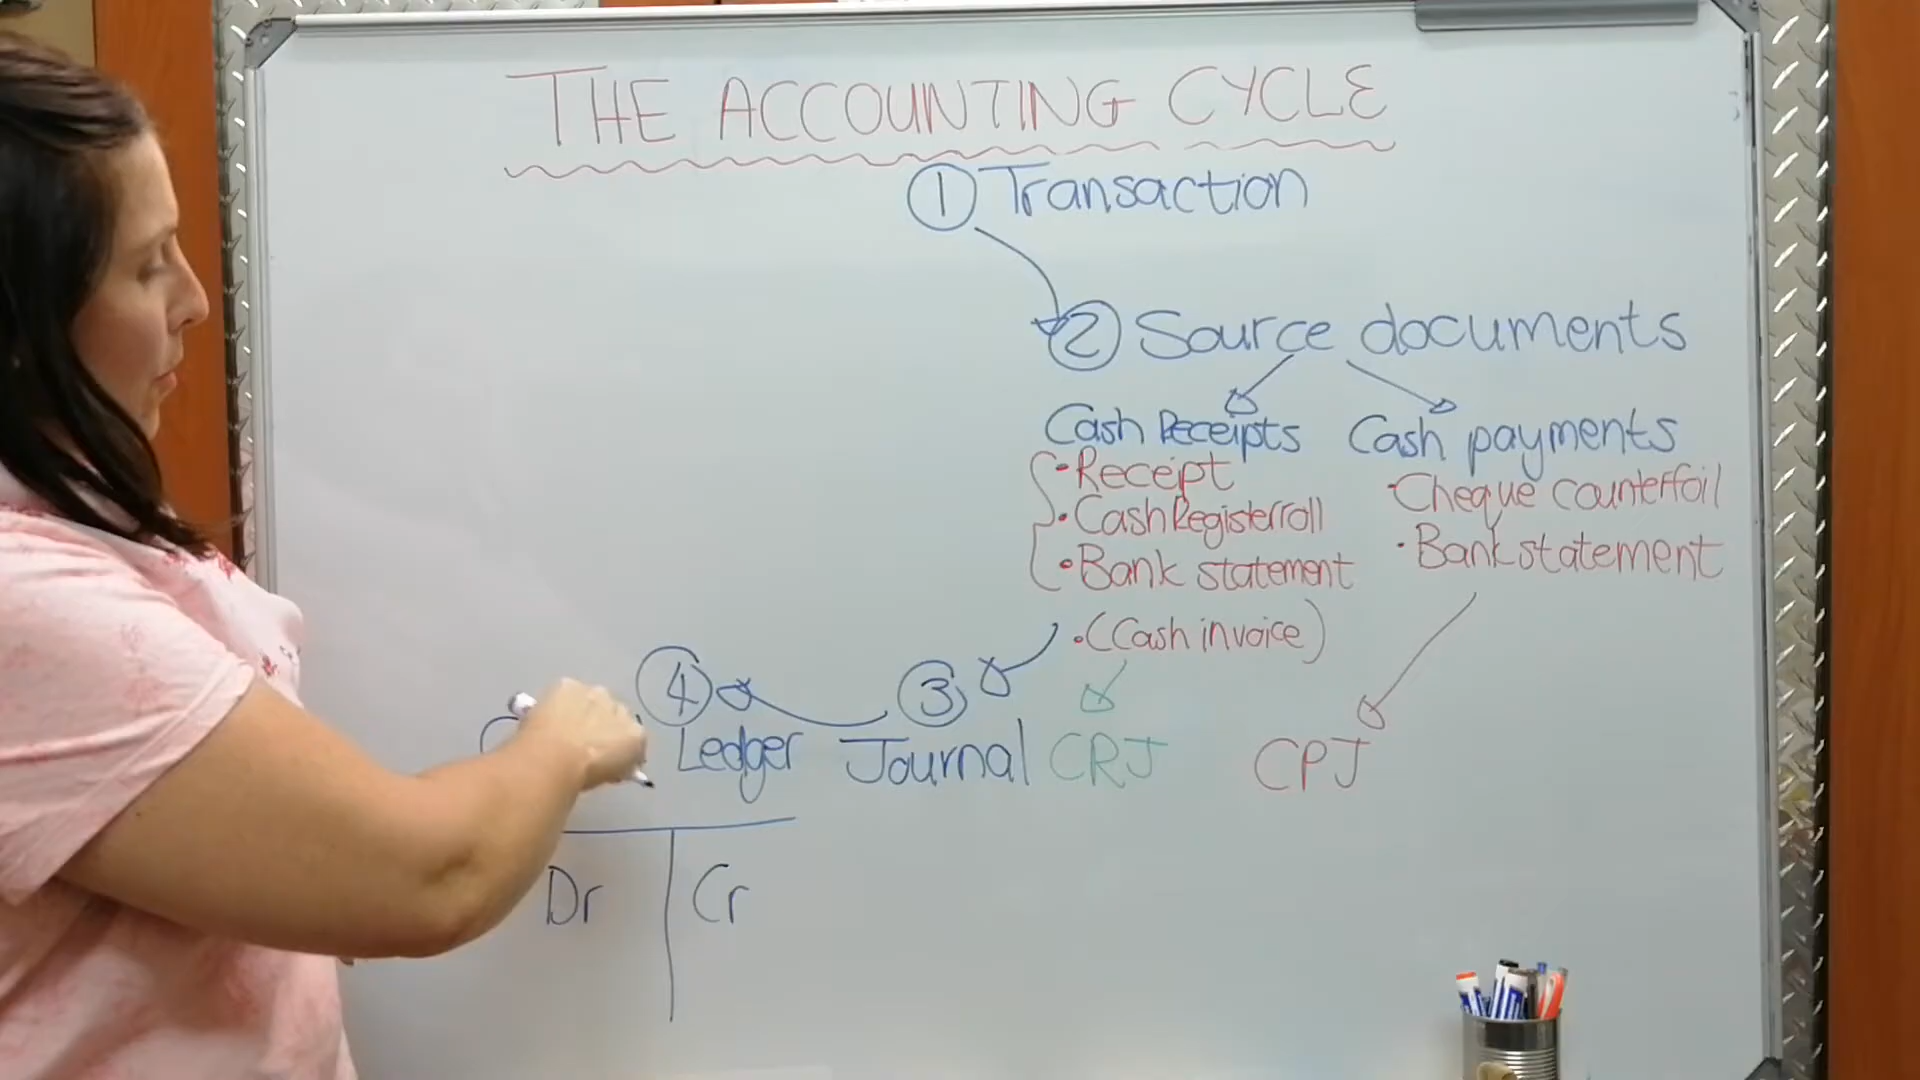 THE ACCOUNTING CYCLE
1 Transaction
2 Source documents
Cash Receipts
• Receipt
• Cash Register roll
• Bank statement
• (Cash invoice)
Cash payments
• Cheque counterfoil
• Bank statement
3
Journal CRJ CPJ
4
Ledger
Dr Cr